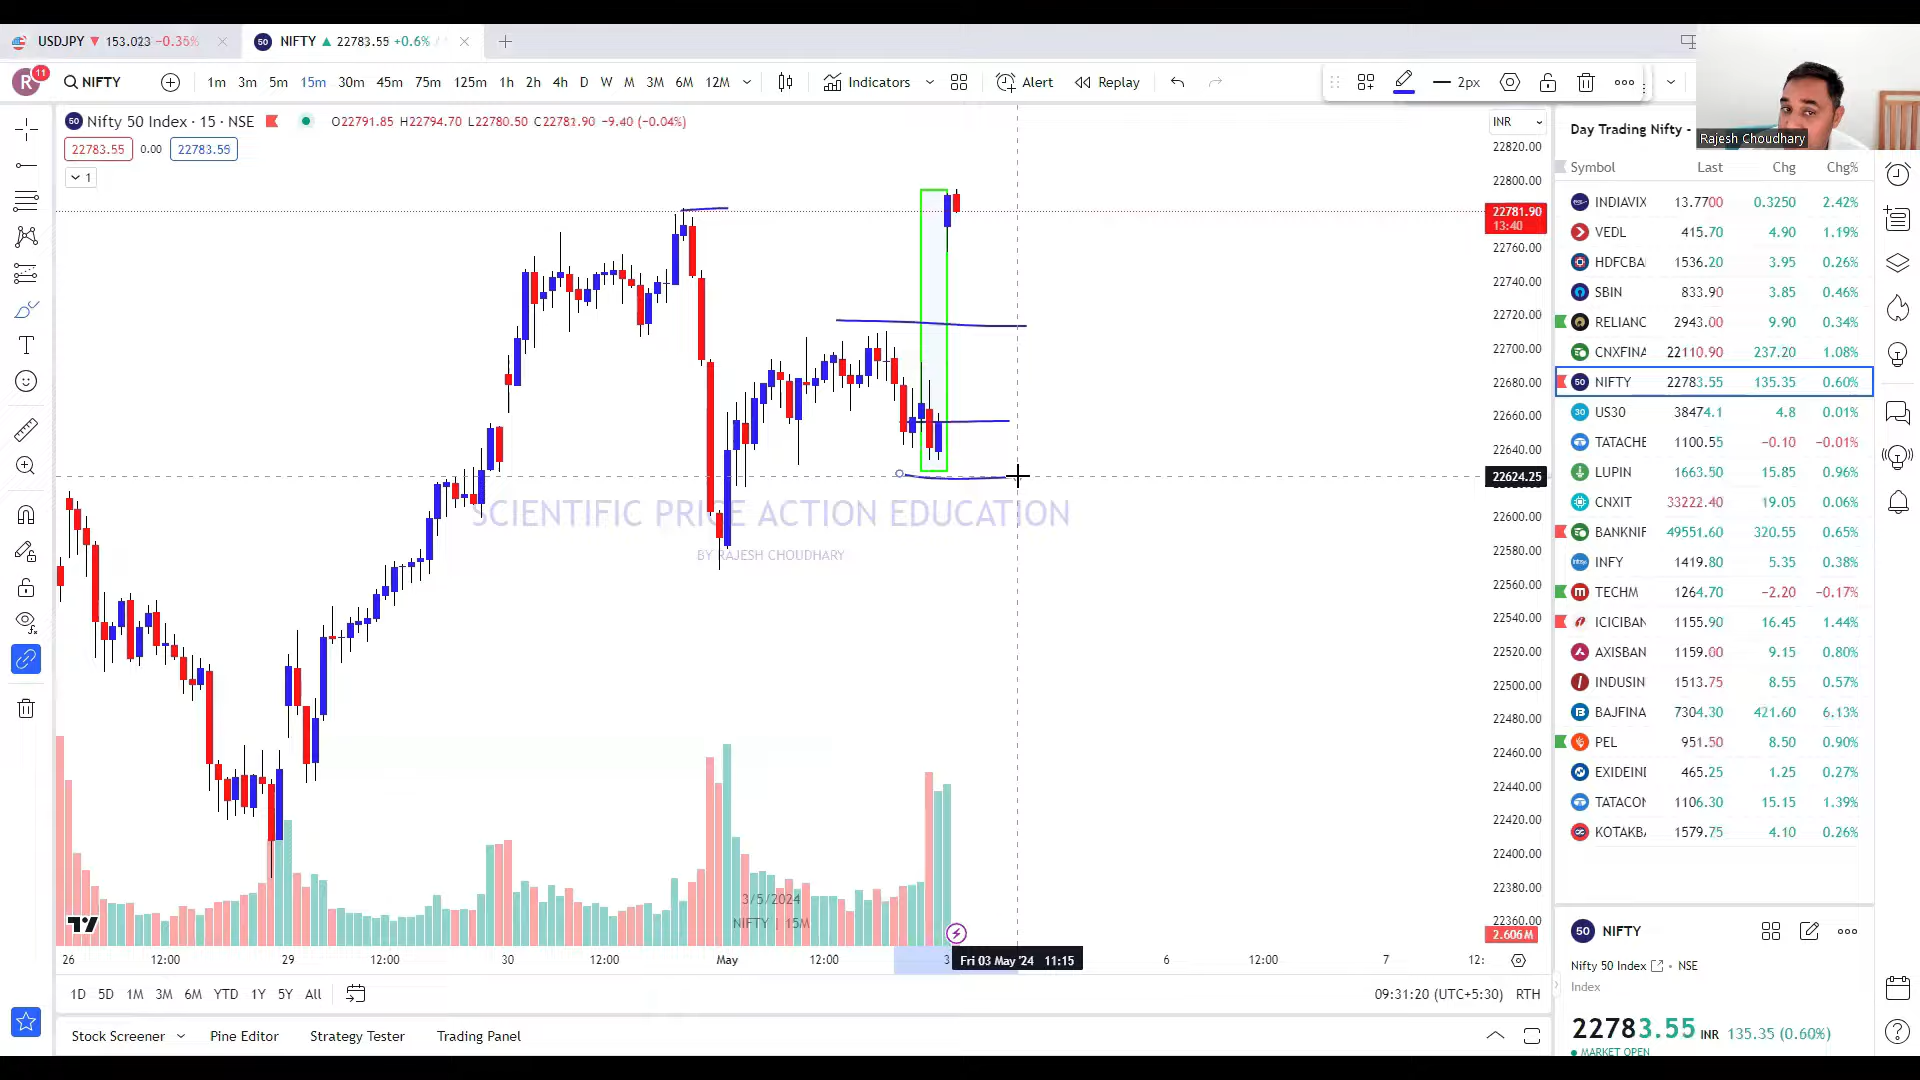 USDJPY 153.023 −0.35%
NIFTY 22783.55 +0.6% /
R 11 NIFTY 1m 3m 5m 15m 30m 45m 75m 125m 1h 2h 4h D W M 3M 6M 12M Indicators Alert Replay 2px
Nifty 50 Index · 15 · NSE O22791.85 H22794.70 L22780.50 C22781.90 −9.40 (−0.04%)
22783.55 0.00 22783.55
1
INR
22820.00
22800.00
22781.90
13:40
22760.00
22740.00
22720.00
22700.00
22680.00
22660.00
22640.00
22624.25
22600.00
22580.00
22560.00
22540.00
22520.00
22500.00
22480.00
22460.00
22440.00
22420.00
22400.00
22380.00
22360.00
2.606M
SCIENTIFIC PRICE ACTION EDUCATION
BY RAJESH CHOUDHARY
3/5/2024
NIFTY | 15M
26 12:00 29 12:00 30 12:00 May 12:00 3 Fri 03 May '24 11:15 6 12:00 7 12:
1D 5D 1M 3M 6M YTD 1Y 5Y All 09:31:20 (UTC+5:30) RTH
Stock Screener Pine Editor Strategy Tester Trading Panel
Rajesh Choudhary
Day Trading Nifty -
Symbol Last Chg Chg%
INDIAVIX 13.7700 0.3250 2.42%
VEDL 415.70 4.90 1.19%
HDFCBA 1536.20 3.95 0.26%
SBIN 833.90 3.85 0.46%
RELIANC 2943.00 9.90 0.34%
CNXFINA 22110.90 237.20 1.08%
NIFTY 22783.55 135.35 0.60%
US30 38474.1 4.8 0.01%
TATACHE 1100.55 −0.10 −0.01%
LUPIN 1663.50 15.85 0.96%
CNXIT 33222.40 19.05 0.06%
BANKNIF 49551.60 320.55 0.65%
INFY 1419.80 5.35 0.38%
TECHM 1264.70 −2.20 −0.17%
ICICIBAN 1155.90 16.45 1.44%
AXISBAN 1159.00 9.15 0.80%
INDUSIN 1513.75 8.55 0.57%
BAJFINA 7304.30 421.60 6.13%
PEL 951.50 8.50 0.90%
EXIDEIND 465.25 1.25 0.27%
TATACON 1106.30 15.15 1.39%
KOTAKBA 1579.75 4.10 0.26%
50 NIFTY
Nifty 50 Index • NSE
Index
22783.55 INR 135.35 (0.60%)
MARKET OPEN